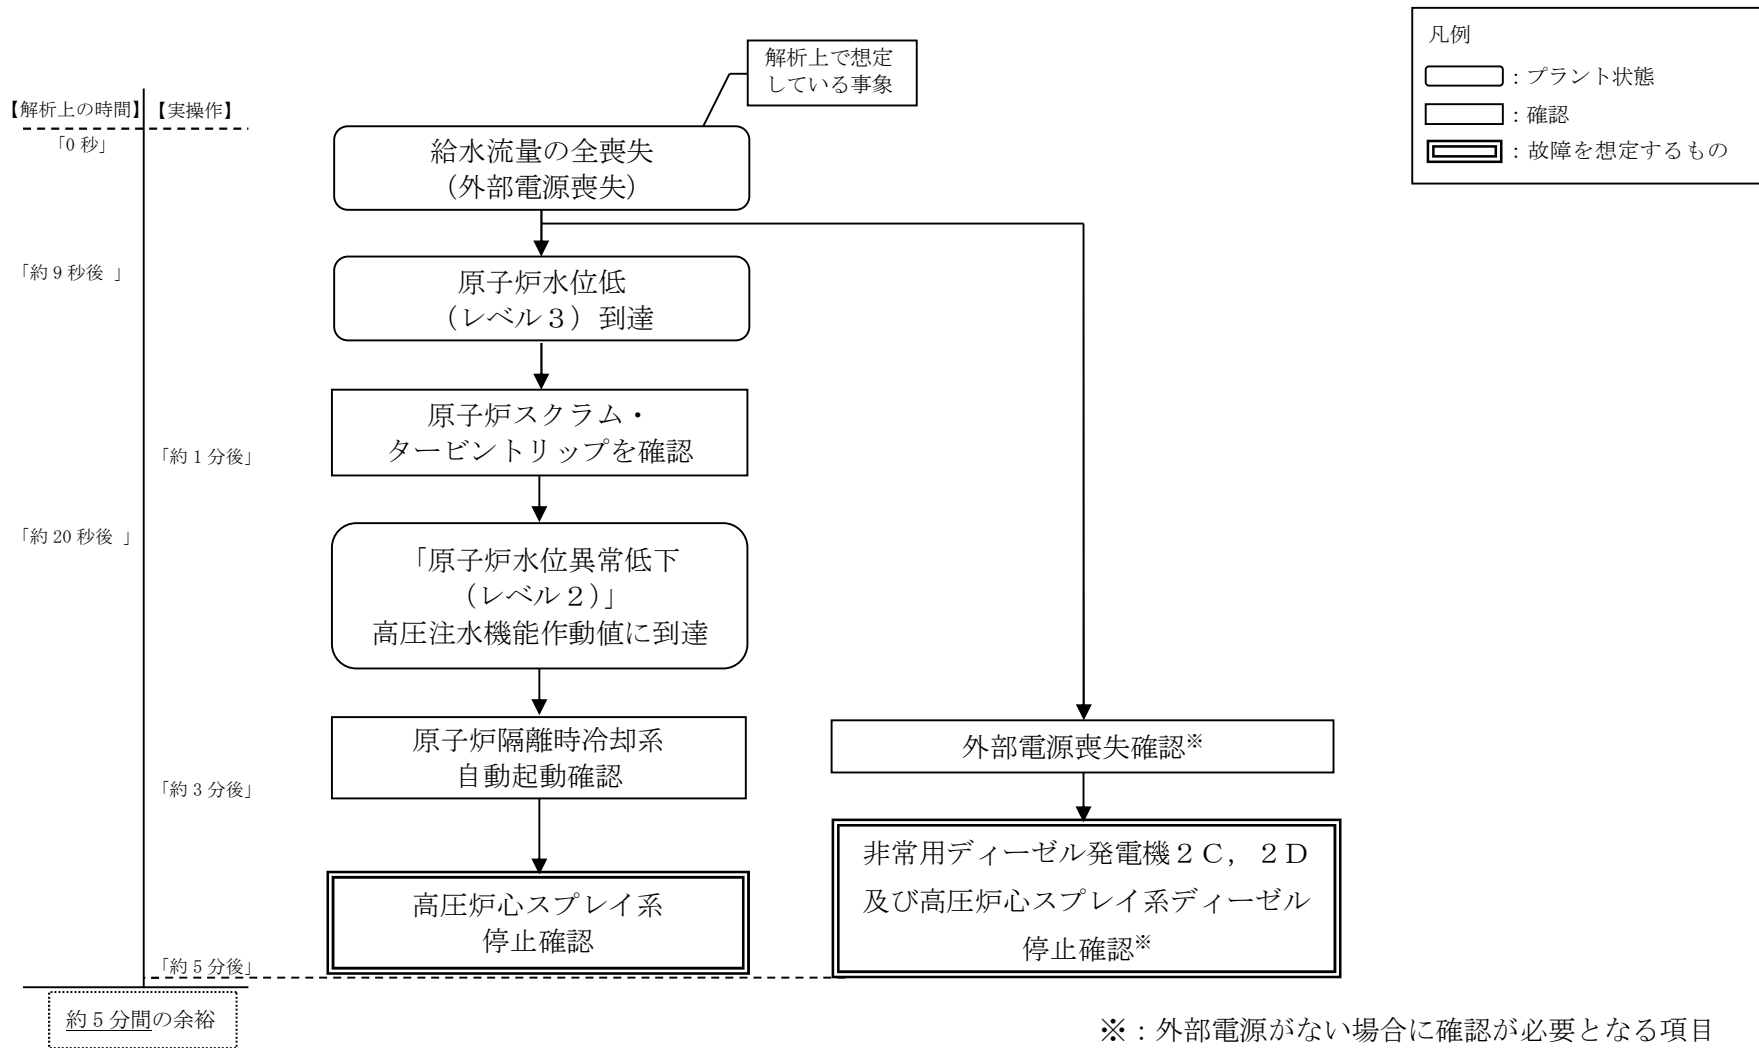 解析上で想定
している事象
凡例
：プラント状態
：確認
：故障を想定するもの
【解析上の時間】
【実操作】
「0 秒」
給水流量の全喪失
（外部電源喪失）
「約 9 秒後 」
原子炉水位低
（レベル３）到達
原子炉スクラム・
タービントリップを確認
「約 1 分後」
「約 20 秒後 」
「原子炉水位異常低下
（レベル２）」
高圧注水機能作動値に到達
原子炉隔離時冷却系
自動起動確認
「約 3 分後」
外部電源喪失確認※
高圧炉心スプレイ系
停止確認
非常用ディーゼル発電機２Ｃ，２Ｄ
及び高圧炉心スプレイ系ディーゼル
停止確認※
「約 5 分後」
約 5 分間の余裕
※：外部電源がない場合に確認が必要となる項目